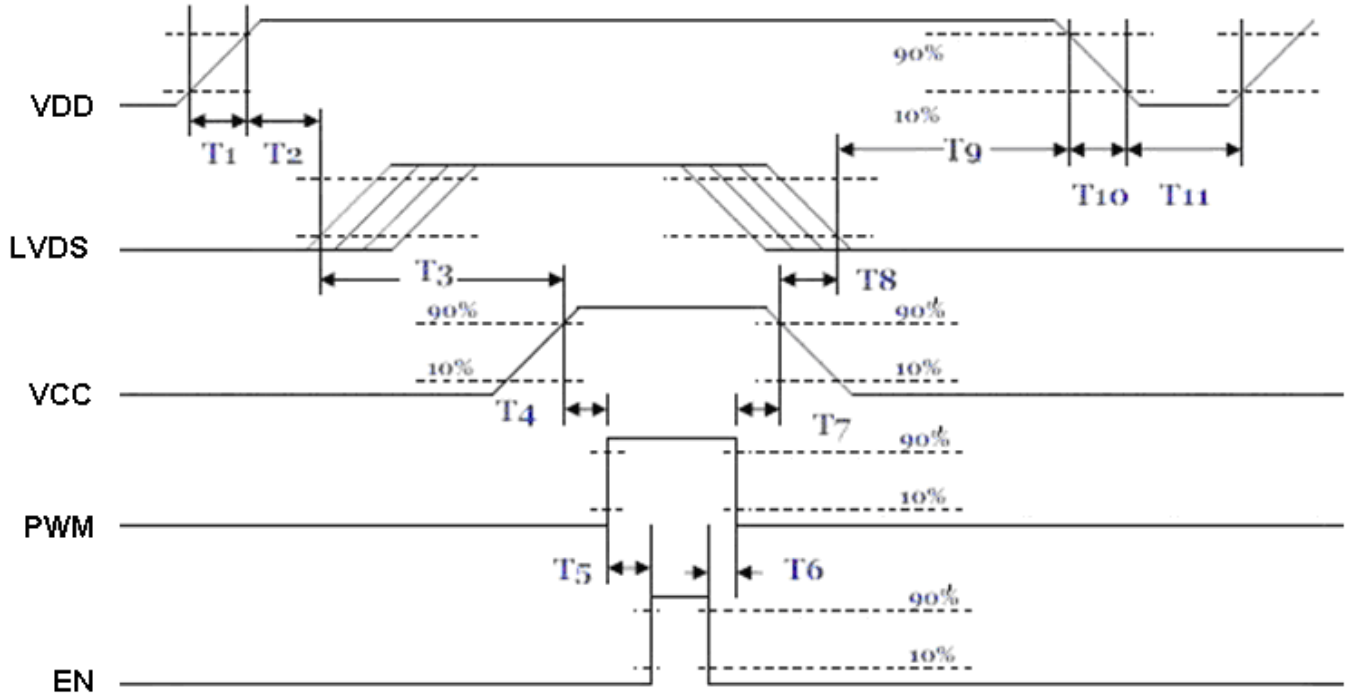 90%
VDD
10%
T1 T2 T9
T10 T11
LVDS
T3 T8
90% 90%
10% 10%
VCC
T4 T7
90%
10%
PWM
T5 T6
90%
10%
EN